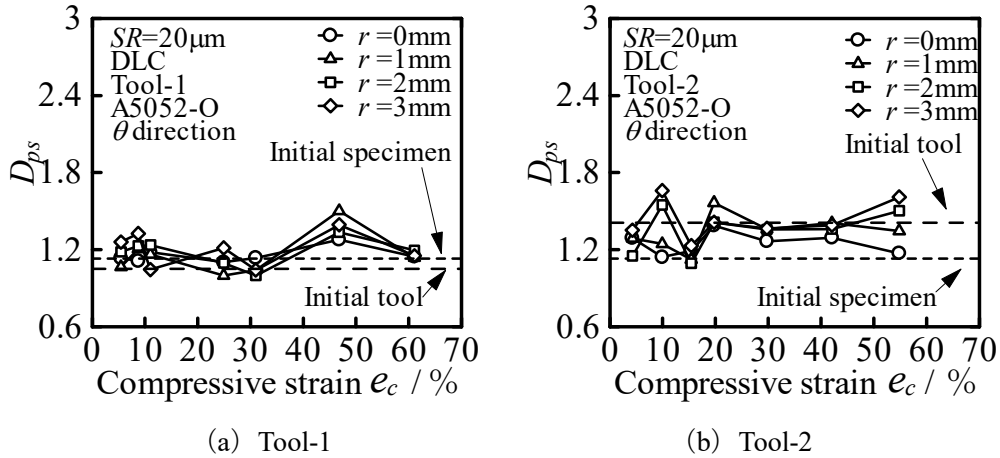 3
2.4
1.8
1.2
0.6
D_ps
SR=20μm
DLC
Tool-1
A5052-O
θ direction
r =0mm
r =1mm
r =2mm
r =3mm
Initial specimen
Initial tool
0 10 20 30 40 50 60 70
Compressive strain e_c / %
(a) Tool-1
3
2.4
1.8
1.2
0.6
D_ps
SR=20μm
DLC
Tool-2
A5052-O
θ direction
r =0mm
r =1mm
r =2mm
r =3mm
Initial tool
Initial specimen
0 10 20 30 40 50 60 70
Compressive strain e_c / %
(b) Tool-2